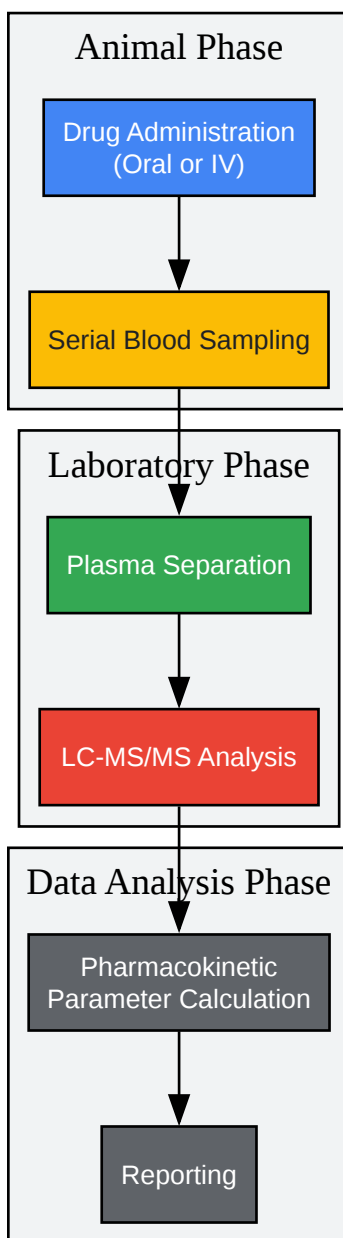 Animal Phase
Drug Administration
(Oral or IV)
Serial Blood Sampling
Laboratory Phase
Plasma Separation
LC-MS/MS Analysis
Data Analysis Phase
Pharmacokinetic
Parameter Calculation
Reporting